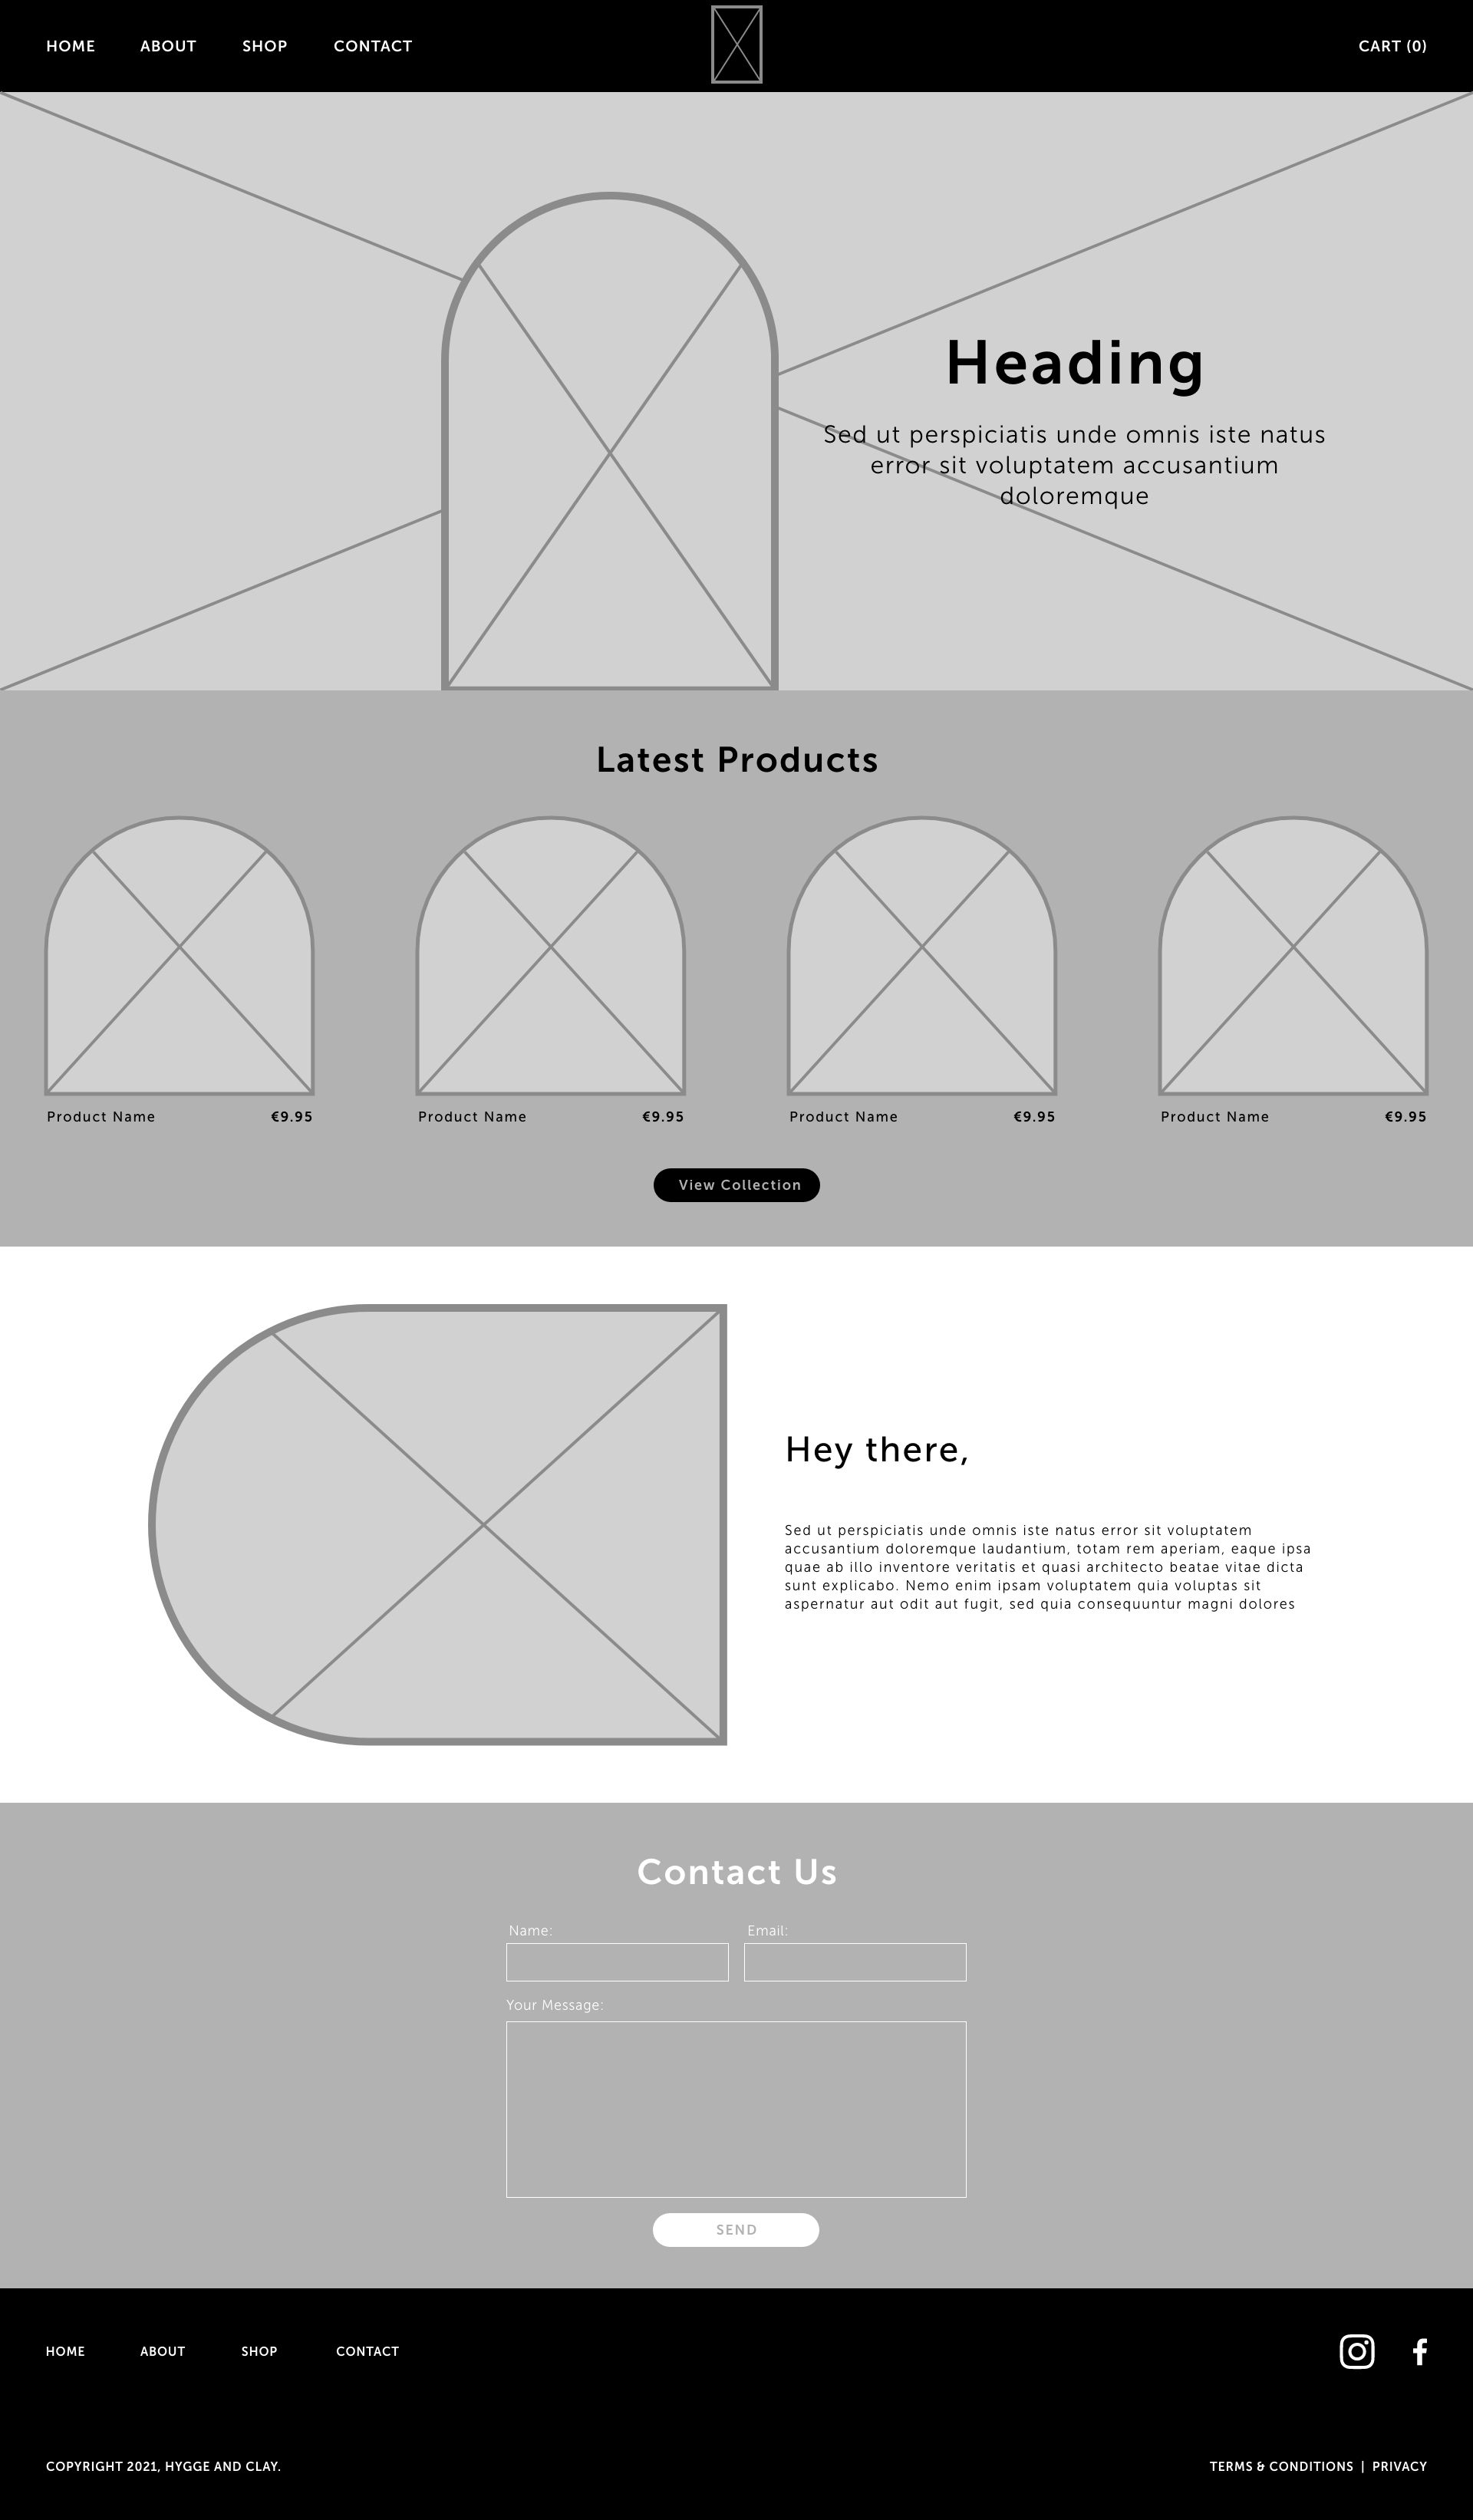 HOME ABOUT SHOP CONTACT CART (0)
Heading
Sed ut perspiciatis unde omnis iste natus
error sit voluptatem accusantium
doloremque
Latest Products
Product Name €9.95 Product Name €9.95 Product Name €9.95 Product Name €9.95
View Collection
Hey there,
Sed ut perspiciatis unde omnis iste natus error sit voluptatem
accusantium doloremque laudantium, totam rem aperiam, eaque ipsa
quae ab illo inventore veritatis et quasi architecto beatae vitae dicta
sunt explicabo. Nemo enim ipsam voluptatem quia voluptas sit
aspernatur aut odit aut fugit, sed quia consequuntur magni dolores
Contact Us
Name: Email:
Your Message:
SEND
HOME ABOUT SHOP CONTACT
COPYRIGHT 2021, HYGGE AND CLAY. TERMS & CONDITIONS | PRIVACY